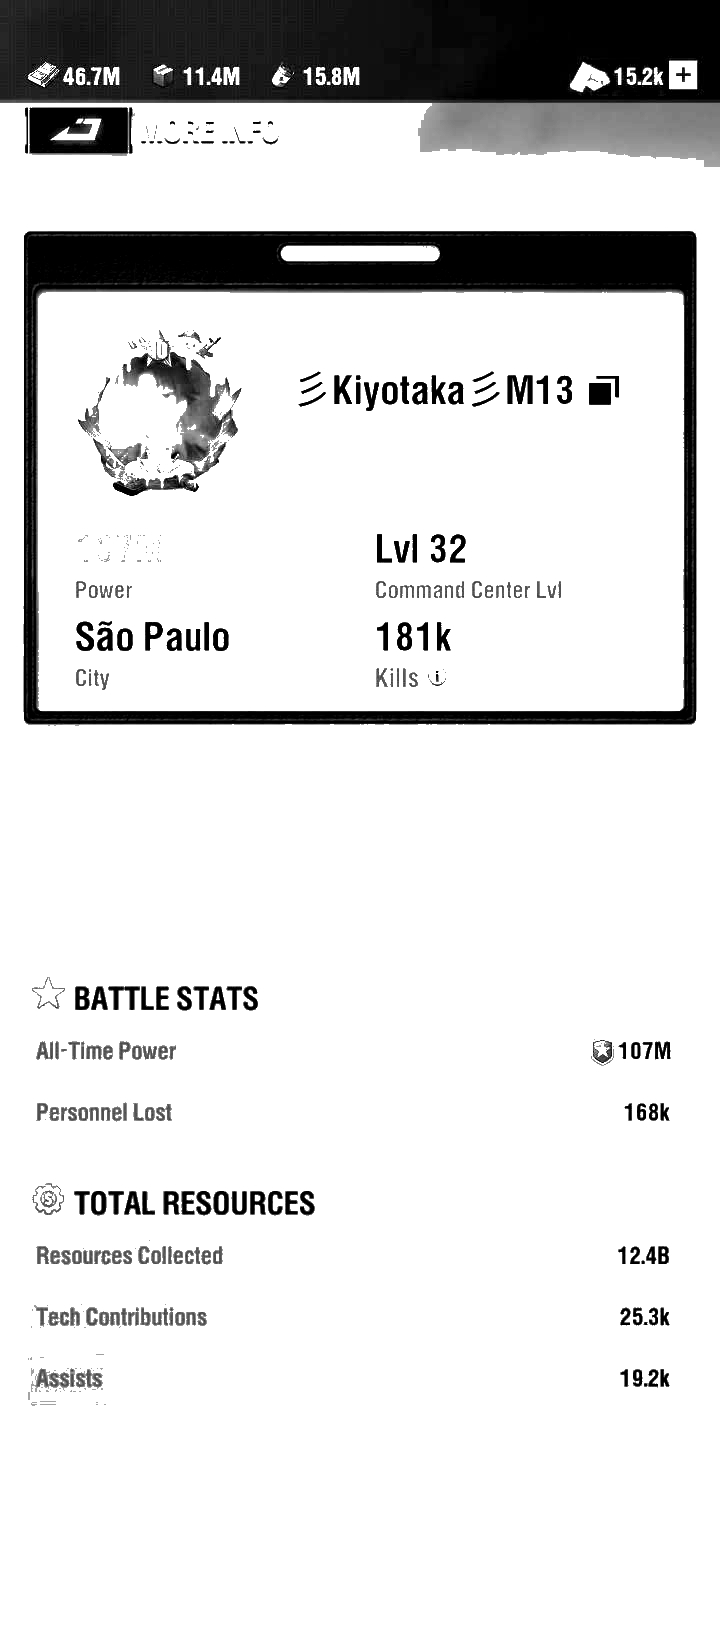 46.7M 11.4M 15.8M 15.2k +
MORE INFO
彡Kiyotaka彡M13
107M Lvl 32
Power Command Center Lvl
São Paulo 181k
City Kills
BATTLE STATS
All-Time Power 107M
Personnel Lost 168k
TOTAL RESOURCES
Resources Collected 12.4B
Tech Contributions 25.3k
Assists 19.2k